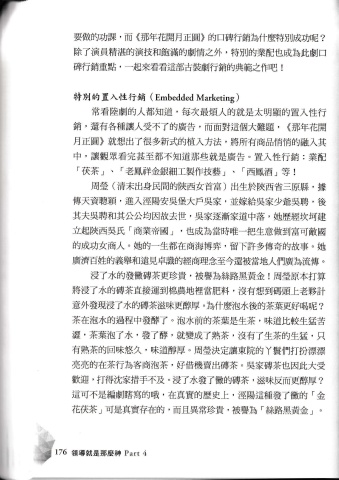 要做的功課，而《那年花開月正圓》的口碑行銷為什麼特別成功呢？
除了演員精湛的演技和飽滿的劇情之外，特別的業配也成為此劇口
碑行銷重點，一起來看看這部古裝劇行銷的典範之作吧！
特別的置入性行銷（Embedded Marketing）
常看陸劇的人都知道，每次最煩人的就是太明顯的置入性行
銷，還有各種讓人受不了的廣告，而面對這個大難題，《那年花開
月正圓》就想出了很多新式的植入方法，將所有商品悄悄的融入其
中，讓觀眾看完甚至都不知道那些就是廣告。置入性行銷：業配
「茯茶」、「老鳳祥金銀細工製作技藝」、「西鳳酒」等！
周瑩（清末出身民間的陝西女首富）出生於陝西省三原縣，據
傳天資聰穎，進入涇陽安吳堡大戶吳家，並嫁給吳家少爺吳聘，後
其夫吳聘和其公公均因故去世，吳家逐漸家道中落，她歷經坎坷建
立起陝西吳氏「商業帝國」，也成為當時唯一把生意做到富可敵國
的成功女商人。她的一生都在商海博弈，留下許多傳奇的故事。她
廣濟百姓的義舉和遠見卓識的經商理念至今還被當地人們廣為流傳。
浸了水的發黴磚茶更珍貴，被譽為絲路黑黃金！周瑩原本打算
將浸了水的磚茶直接運到棉農地裡當肥料，沒有想到碼頭上老夥計
意外發現浸了水的磚茶滋味更醇厚。為什麼泡水後的茶葉更好喝呢？
茶在泡水的過程中發酵了。泡水前的茶葉是生茶，味道比較生猛苦
澀，茶葉泡了水，發了酵，就變成了熟茶，沒有了生茶的生猛，只
有熟茶的回味悠久、味道醇厚。周瑩決定讓東院的丫鬟們打扮漂漂
亮亮的在茶行為客商泡茶，好借機賣出磚茶。吳家磚茶也因此大受
歡迎，打得沈家措手不及。浸了水發了黴的磚茶，滋味反而更醇厚？
這可不是編劇瞎寫的哦，在真實的歷史上，涇陽這種發了黴的「金
花茯茶」可是真實存在的，而且異常珍貴，被譽為「絲路黑黃金」。
176 領導就是那麼神 Part 4